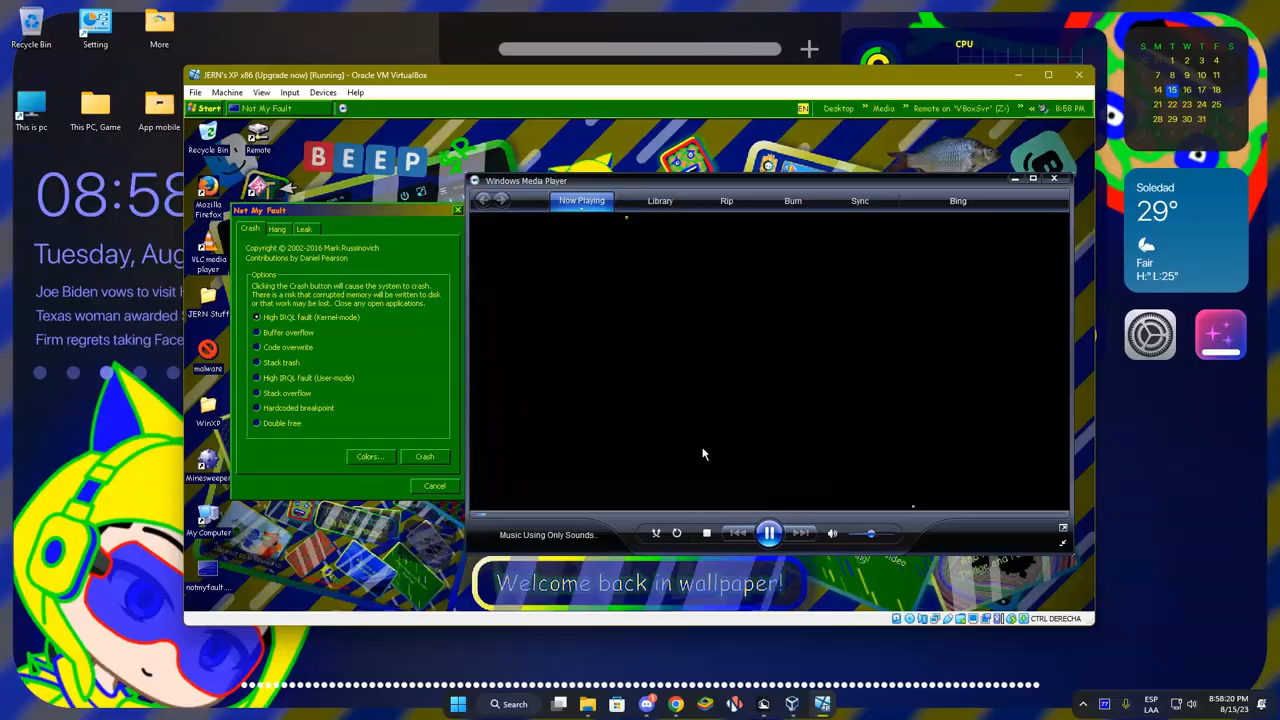 Recycle Bin
Setting
More
This is pc
This PC, Game
App mobile
08:58
Tuesday, Aug
Joe Biden vows to visit
Texas woman awarded
Firm regrets taking Face
JERN's XP x86 (Upgrade now) [Running] - Oracle VM VirtualBox
File Machine Input Devices Help
Start
Not My Fault
EN
Desktop »
Media »
Remote on "VBoxSvr" (Z:) »
8:58 PM
Recycle Bin
Remote
BEEP
Mozilla Firefox
VLC media player
JERN Stuff
malware
WinXP
Minesweeper
My Computer
notmyfault....
Not My Fault
Crash Hang Leak
Copyright © 2002-2016 Mark Russinovich
Contributions by Daniel Pearson
Options
Clicking the Crash button will cause the system to crash.
There is a risk that corrupted memory will be written to disk
or that work may be lost. Close any open applications.
High IRQL fault (Kernel-mode)
Buffer overflow
Code overwrite
Stack trash
High IRQL fault (User-mode)
Stack overflow
Hardcoded breakpoint
Double free
Colors...
Crash
Cancel
Windows Media Player
Now Playing Library Rip Burn Sync Bing
Music Using Only Sounds..
Welcome back in wallpaper!
video
CTRL DERECHA
CPU
S M T W T F S
1 2 3 4
7 8 9 10 11
14 15 16 17 18
21 22 23 24 25
28 29 30 31
Soledad
29°
Fair
H:° L:25°
Search
77
ESP
LAA
8:58:20 PM
8/15/23